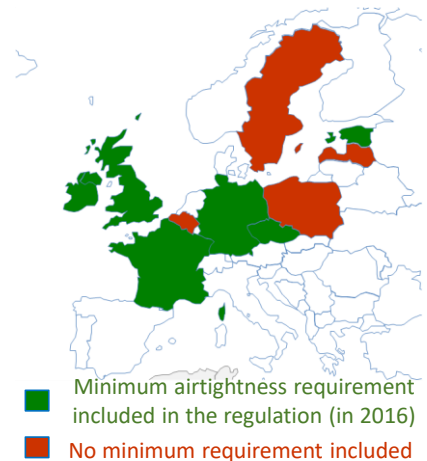 Minimum airtightness requirement
included in the regulation (in 2016)
No minimum requirement included